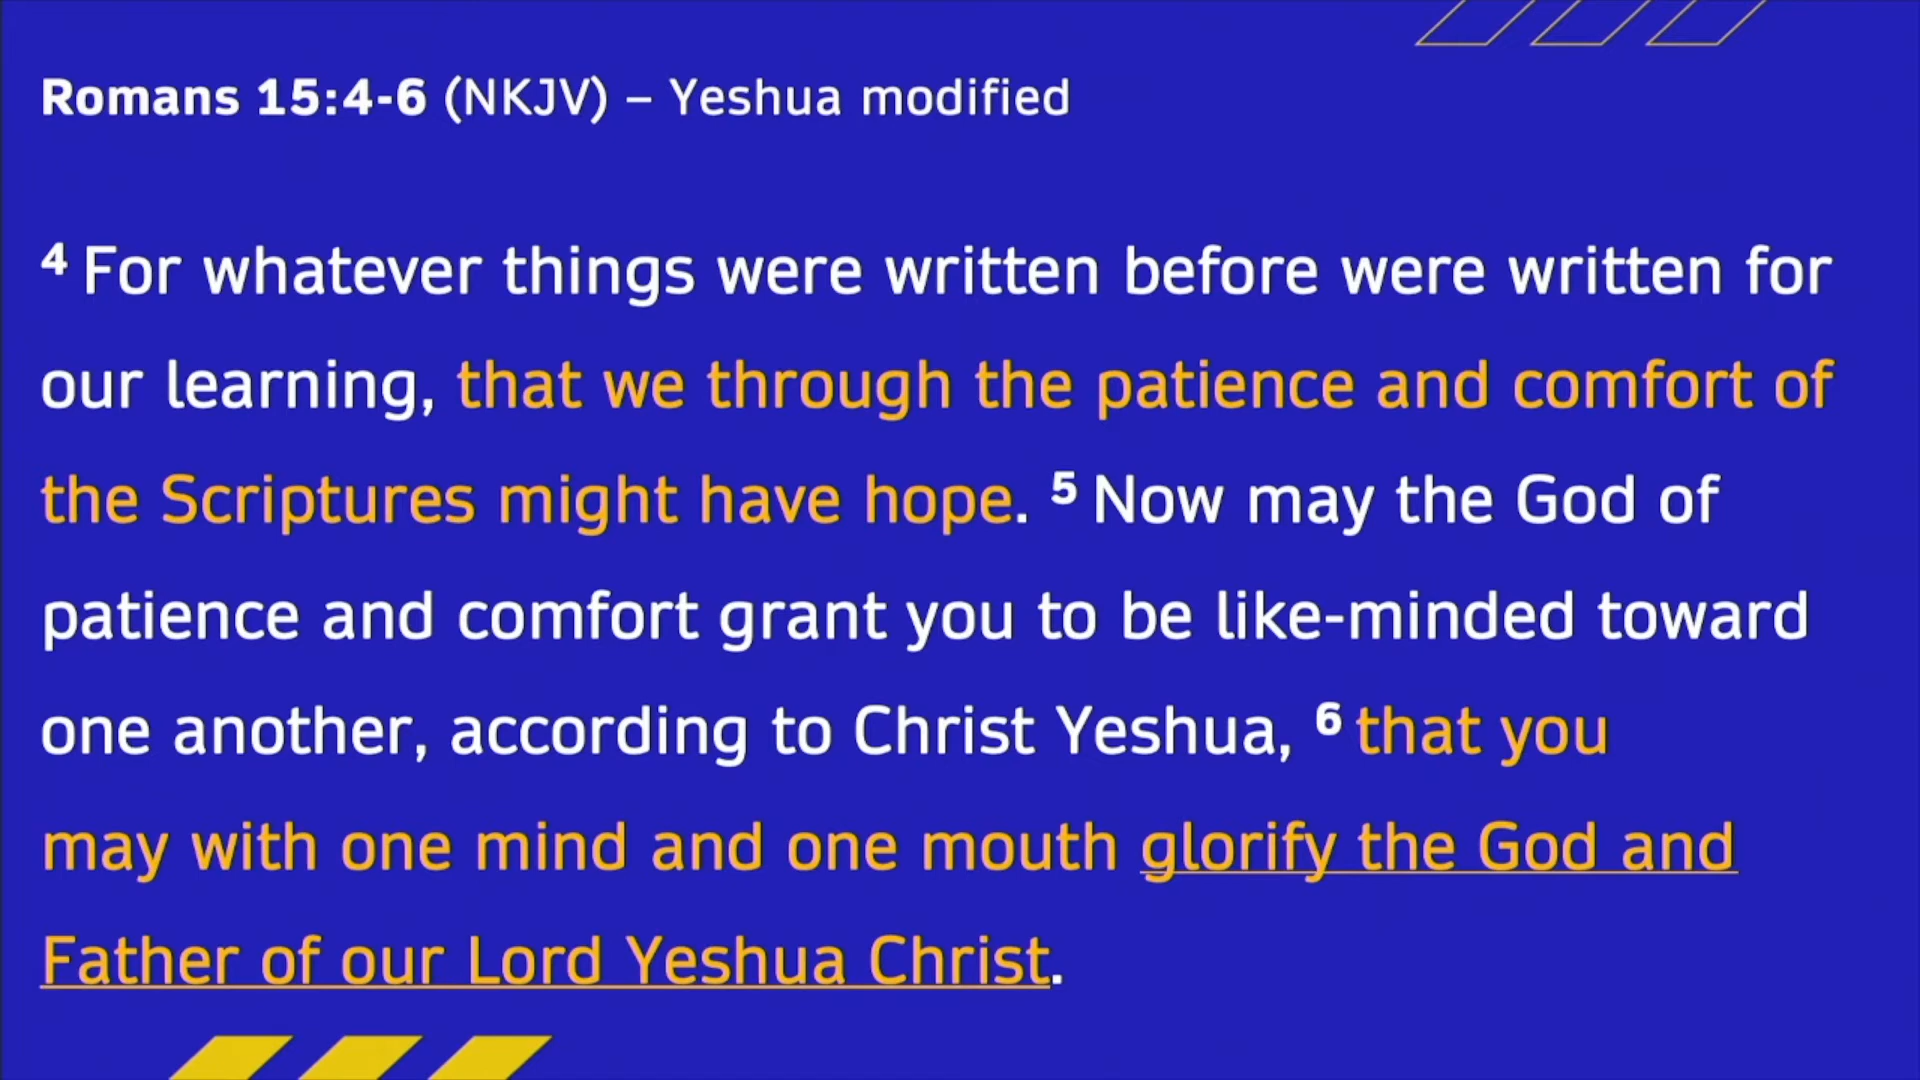 Romans 15:4-6 (NKJV) – Yeshua modified
4 For whatever things were written before were written for
our learning, that we through the patience and comfort of
the Scriptures might have hope. 5 Now may the God of
patience and comfort grant you to be like-minded toward
one another, according to Christ Yeshua, 6 that you
may with one mind and one mouth glorify the God and
Father of our Lord Yeshua Christ.